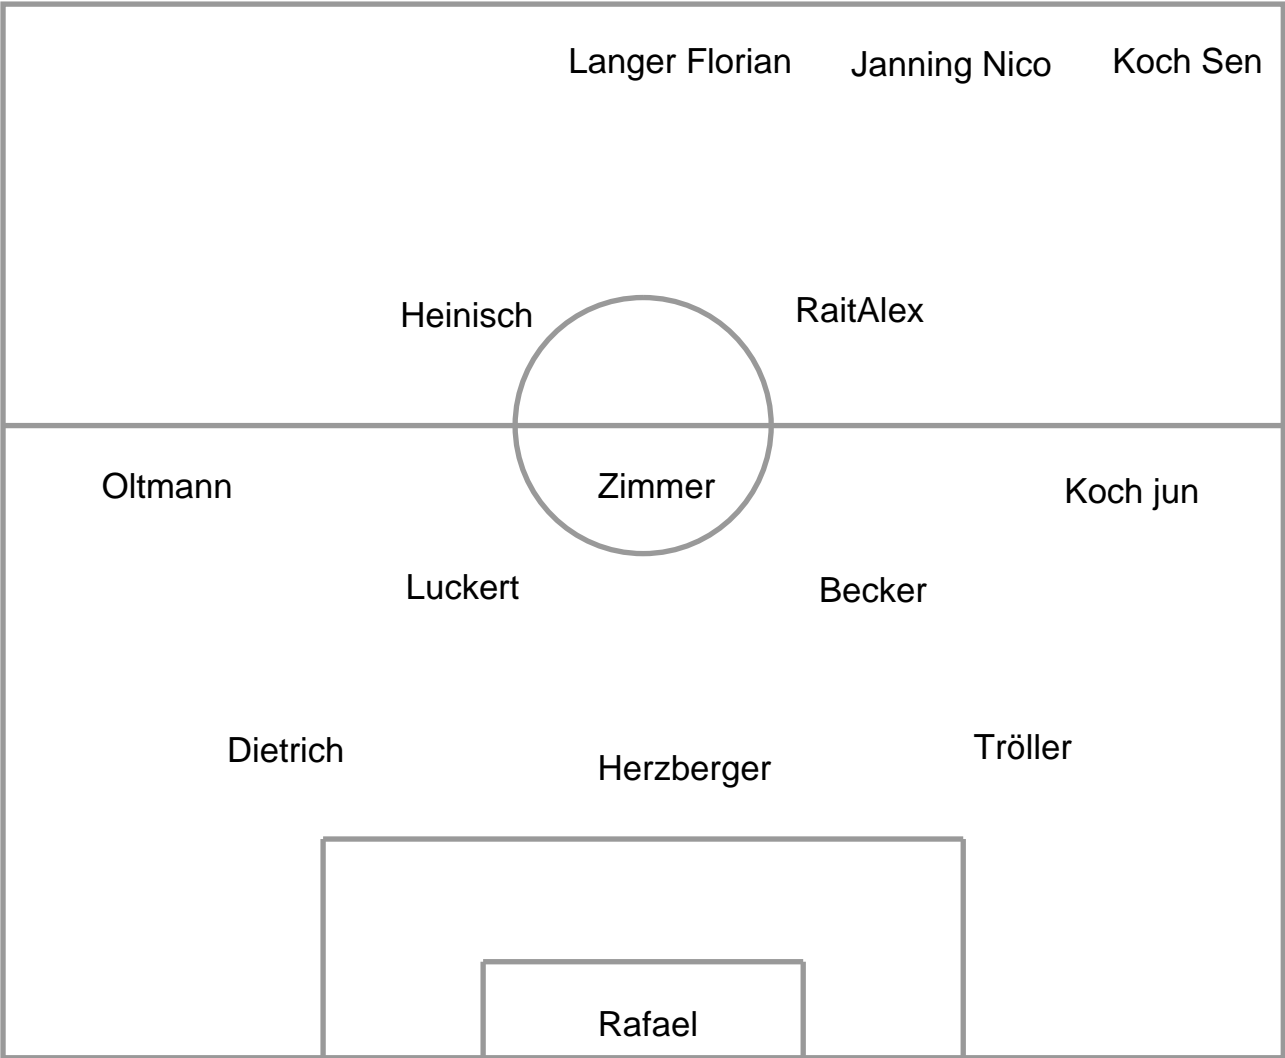 Langer Florian Janning Nico Koch Sen
Heinisch RaitAlex
Oltmann Zimmer Koch jun
Luckert Becker
Dietrich Herzberger Tröller
Rafael